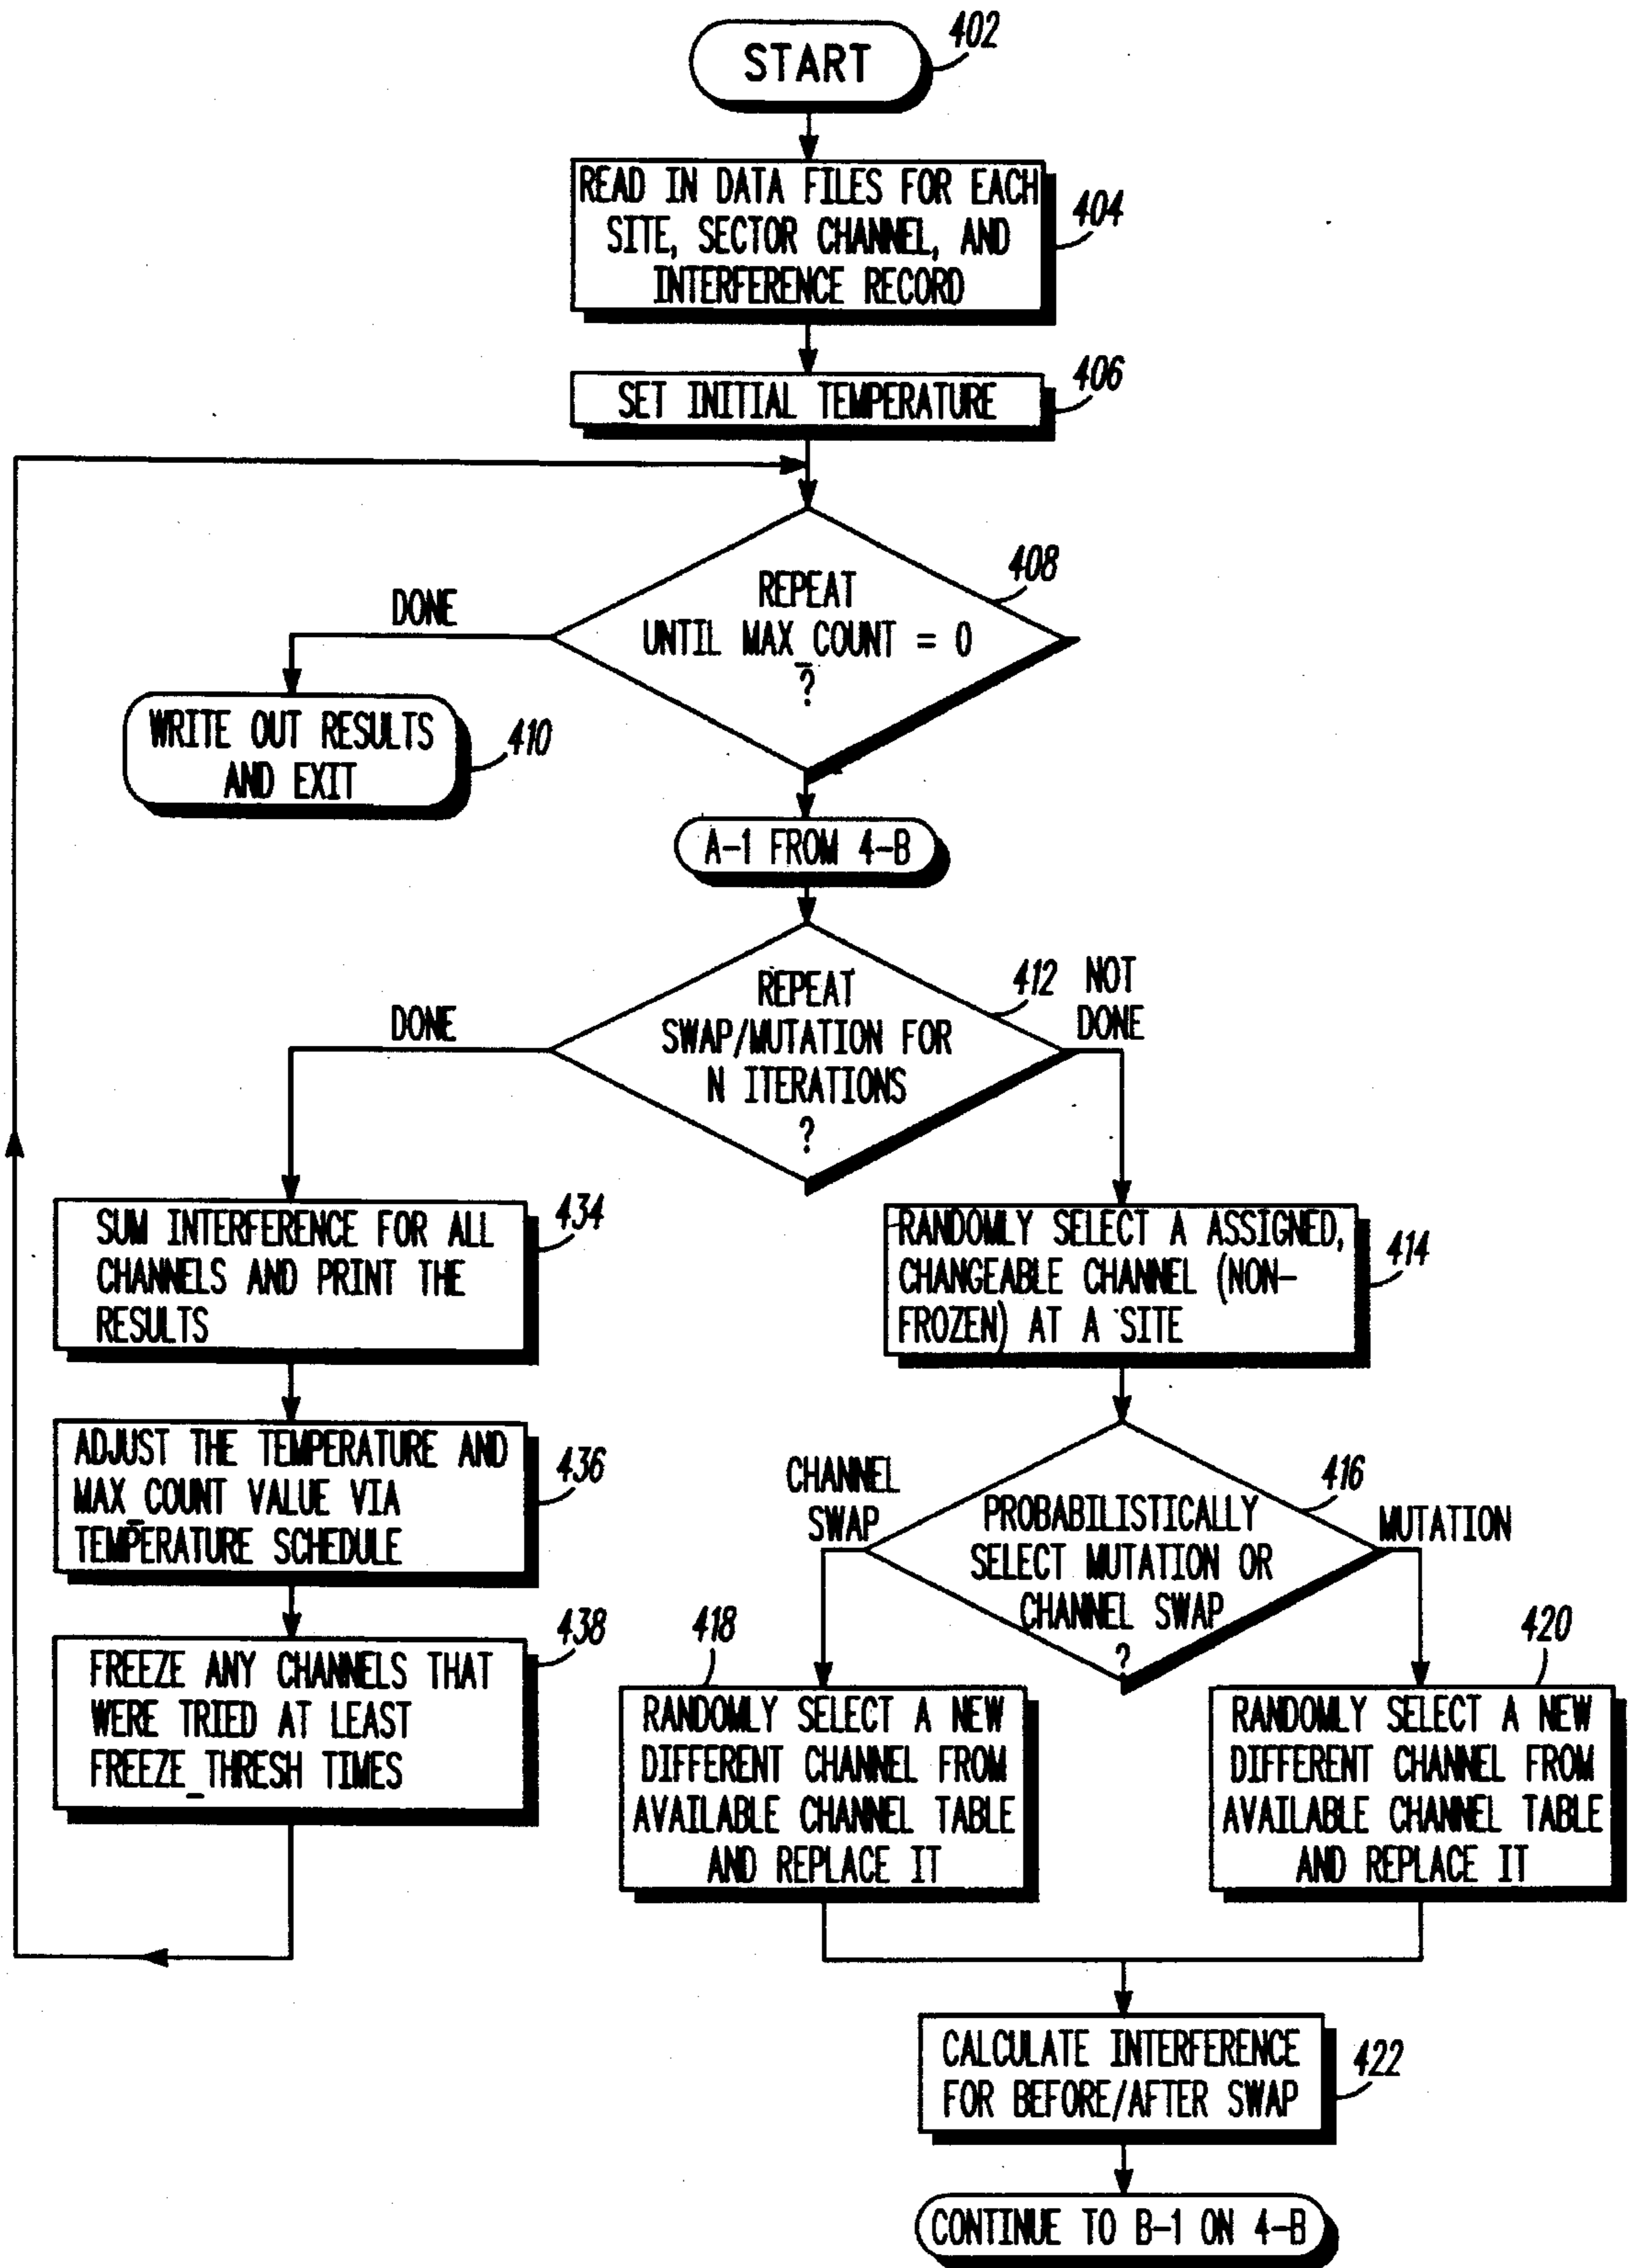 START
402
READ IN DATA FILES FOR EACH
SITE, SECTOR CHANNEL, AND
INTERFERENCE RECORD
404
SET INITIAL TEMPERATURE
406
REPEAT
UNTIL MAX_COUNT = 0
?
408
DONE
WRITE OUT RESULTS
AND EXIT
410
A-1 FROM 4-B
REPEAT
SWAP/MUTATION FOR
N ITERATIONS
?
412
DONE
NOT
DONE
SUM INTERFERENCE FOR ALL
CHANNELS AND PRINT THE
RESULTS
434
ADJUST THE TEMPERATURE AND
MAX_COUNT VALUE VIA
TEMPERATURE SCHEDULE
436
FREEZE ANY CHANNELS THAT
WERE TRIED AT LEAST
FREEZE_THRESH TIMES
438
RANDOMLY SELECT A ASSIGNED,
CHANGEABLE CHANNEL (NON-
FROZEN) AT A SITE
414
PROBABILISTICALLY
SELECT MUTATION OR
CHANNEL SWAP
?
416
CHANNEL
SWAP
MUTATION
418
RANDOMLY SELECT A NEW
DIFFERENT CHANNEL FROM
AVAILABLE CHANNEL TABLE
AND REPLACE IT
420
RANDOMLY SELECT A NEW
DIFFERENT CHANNEL FROM
AVAILABLE CHANNEL TABLE
AND REPLACE IT
CALCULATE INTERFERENCE
FOR BEFORE/AFTER SWAP
422
CONTINUE TO B-1 ON 4-B